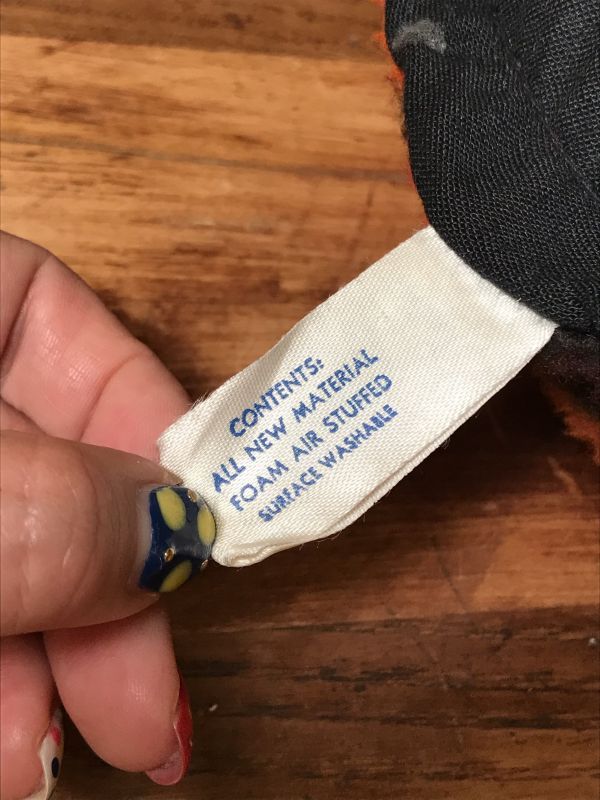 CONTENTS:
ALL NEW MATERIAL
FOAM AIR STUFFED
SURFACE WASHABLE